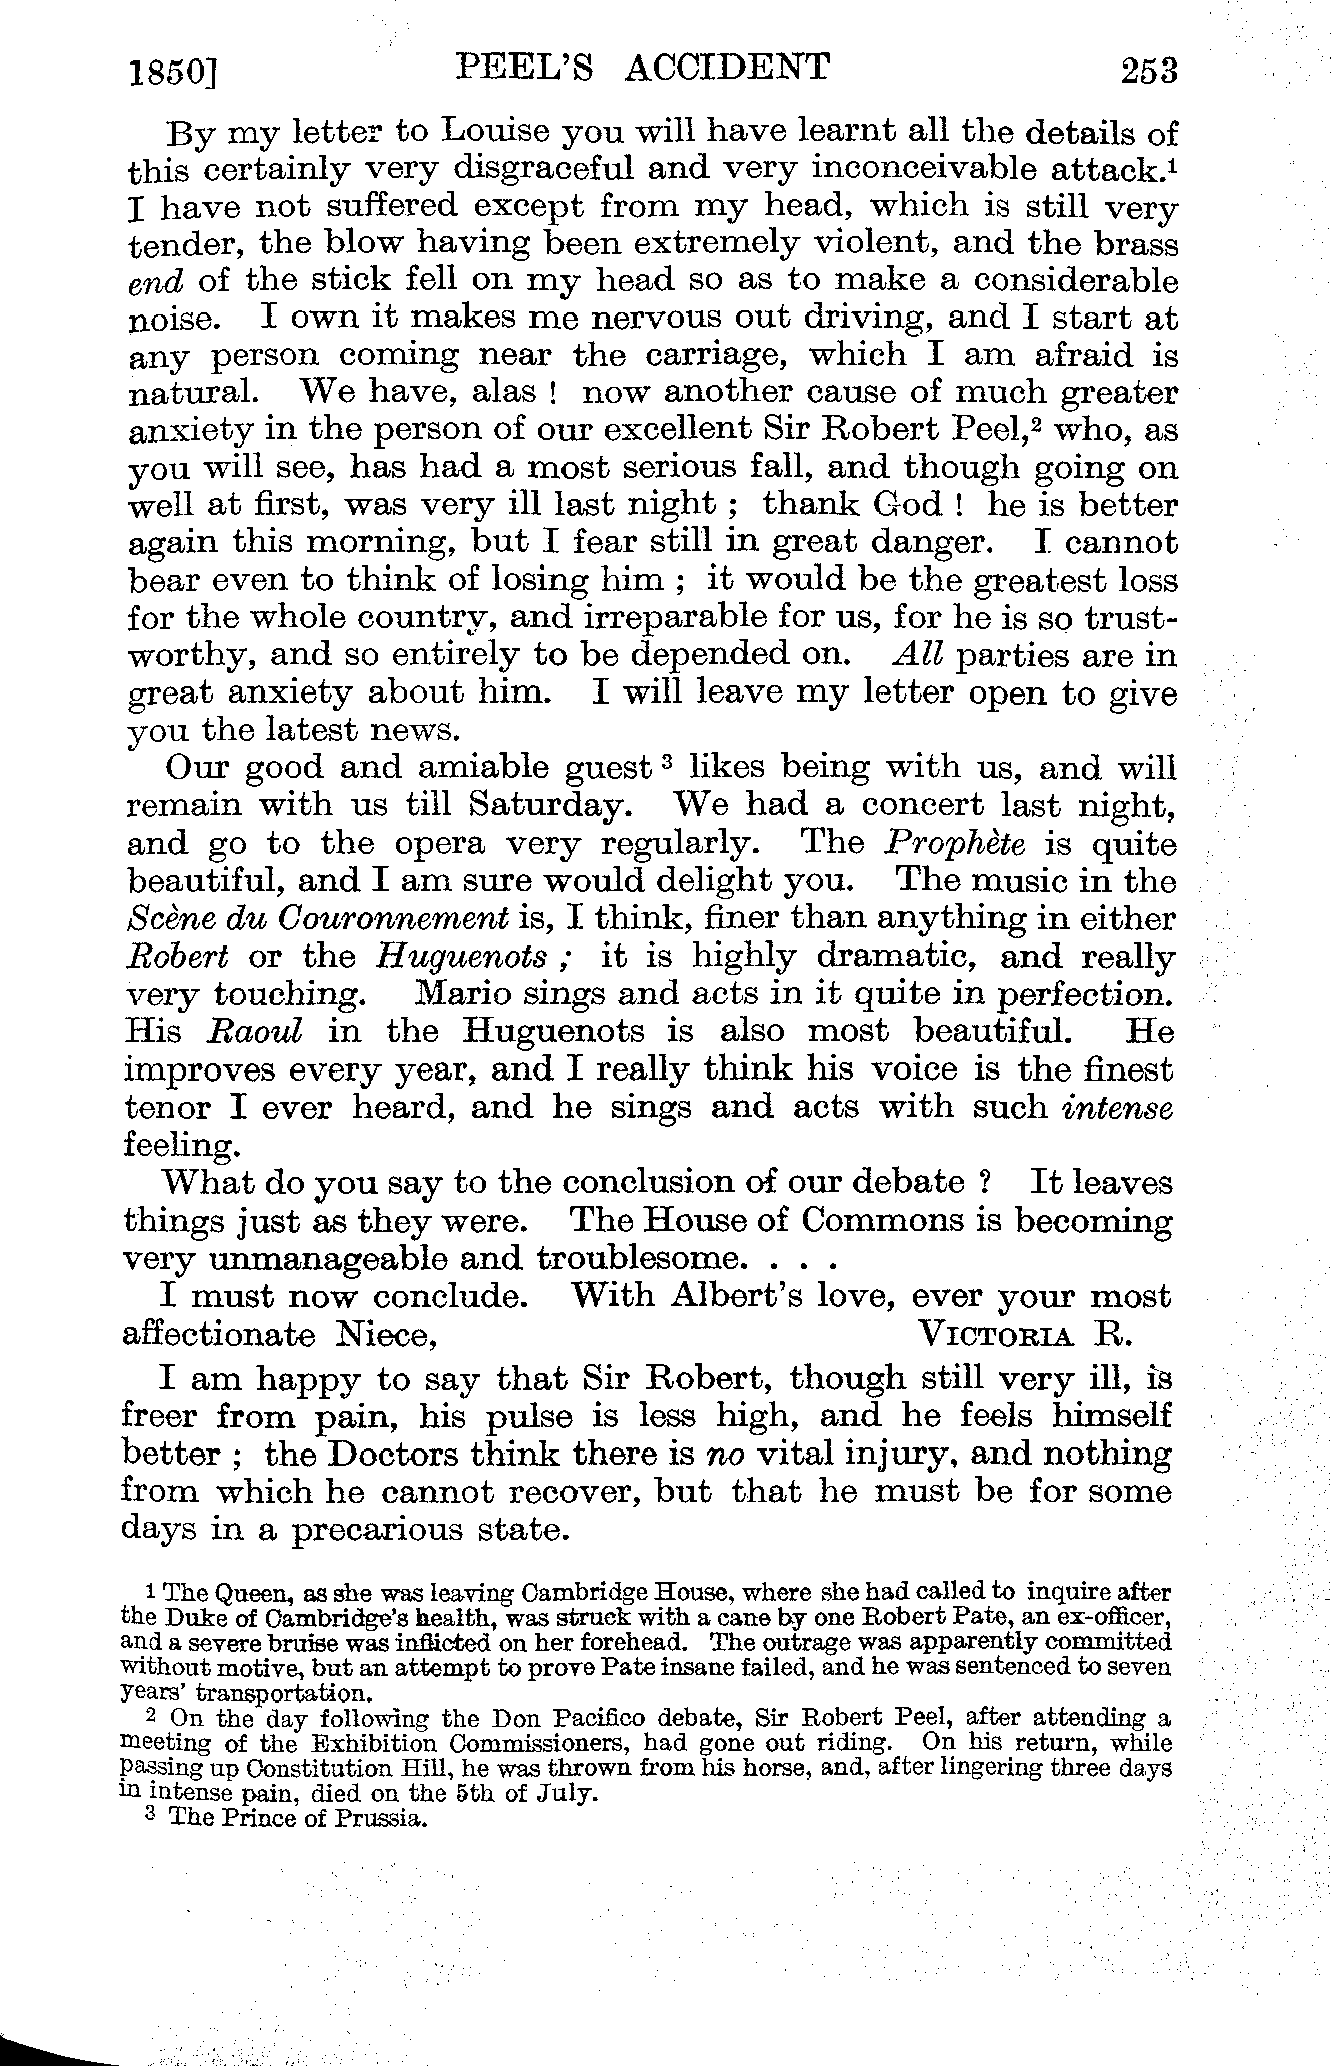 1850] PEEL'S ACCIDENT 253
By my letter to Louise you will have learnt all the details of
this certainly very disgraceful and very inconceivable attack.¹
I have not suffered except from my head, which is still very
tender, the blow having been extremely violent, and the brass
end of the stick fell on my head so as to make a considerable
noise. I own it makes me nervous out driving, and I start at
any person coming near the carriage, which I am afraid is
natural. We have, alas ! now another cause of much greater
anxiety in the person of our excellent Sir Robert Peel,² who, as
you will see, has had a most serious fall, and though going on
well at first, was very ill last night ; thank God ! he is better
again this morning, but I fear still in great danger. I cannot
bear even to think of losing him ; it would be the greatest loss
for the whole country, and irreparable for us, for he is so trust-
worthy, and so entirely to be depended on. All parties are in
great anxiety about him. I will leave my letter open to give
you the latest news.
Our good and amiable guest ³ likes being with us, and will
remain with us till Saturday. We had a concert last night,
and go to the opera very regularly. The Prophète is quite
beautiful, and I am sure would delight you. The music in the
Scène du Couronnement is, I think, finer than anything in either
Robert or the Huguenots ; it is highly dramatic, and really
very touching. Mario sings and acts in it quite in perfection.
His Raoul in the Huguenots is also most beautiful. He
improves every year, and I really think his voice is the finest
tenor I ever heard, and he sings and acts with such intense
feeling.
What do you say to the conclusion of our debate ? It leaves
things just as they were. The House of Commons is becoming
very unmanageable and troublesome. . . .
I must now conclude. With Albert's love, ever your most
affectionate Niece, VICTORIA R.
I am happy to say that Sir Robert, though still very ill, is
freer from pain, his pulse is less high, and he feels himself
better ; the Doctors think there is no vital injury, and nothing
from which he cannot recover, but that he must be for some
days in a precarious state.
¹ The Queen, as she was leaving Cambridge House, where she had called to inquire after
the Duke of Cambridge's health, was struck with a cane by one Robert Pate, an ex-officer,
and a severe bruise was inflicted on her forehead. The outrage was apparently committed
without motive, but an attempt to prove Pate insane failed, and he was sentenced to seven
years' transportation.
² On the day following the Don Pacifico debate, Sir Robert Peel, after attending a
meeting of the Exhibition Commissioners, had gone out riding. On his return, while
passing up Constitution Hill, he was thrown from his horse, and, after lingering three days
in intense pain, died on the 5th of July.
³ The Prince of Prussia.